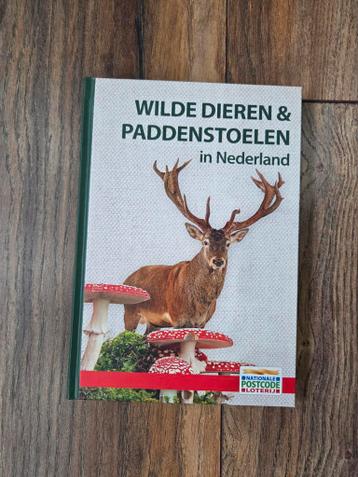 WILDE DIEREN &
PADDENSTOELEN
in Nederland
NATIONALE
POSTCODE
LOTERIJ